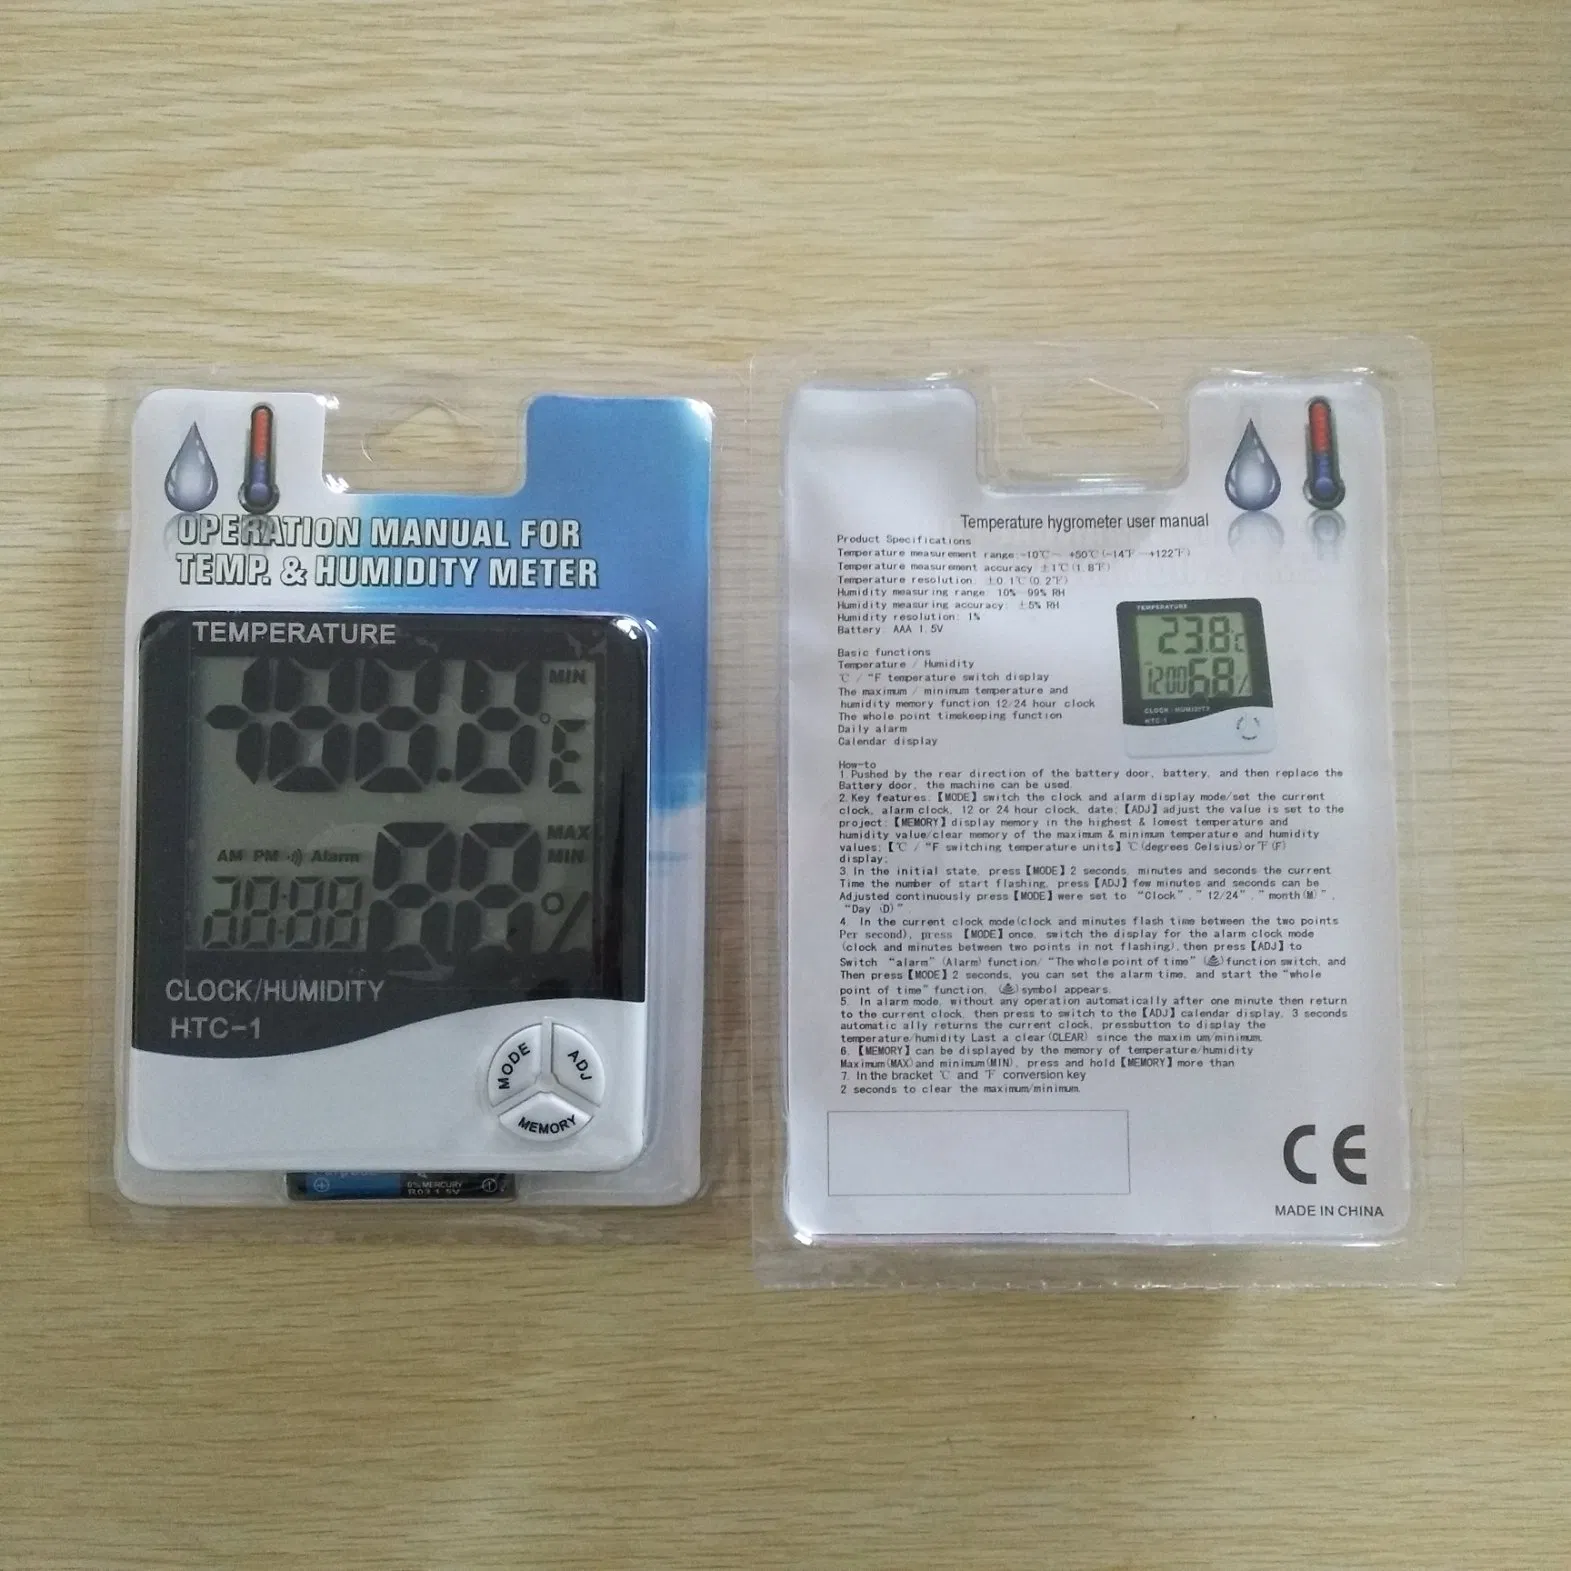 OPERATION MANUAL FOR
TEMP. & HUMIDITY METER
TEMPERATURE
MIN
MAX
MIN
AM PM Alarm
%
CLOCK/HUMIDITY
HTC-1
MODE
ADJ
MEMORY
0% MERCURY
R03 1.5V
Temperature hygrometer user manual
Product Specifications
Temperature measurement range:-10℃~ +50℃(-14℉ ~+122℉)
Temperature measurement accuracy: ±1℃(1.8℉)
Temperature resolution: ±0.1℃(0.2℉)
Humidity measuring range: 10%~99% RH
Humidity measuring accuracy: ±5% RH
Humidity resolution: 1%
Battery: AAA 1.5V
Basic functions
Temperature / Humidity
℃ / "F temperature switch display
The maximum / minimum temperature and
humidity memory function 12/24 hour clock
The whole point timekeeping function
Daily alarm
Calendar display
TEMPERATURE
23.8℃
12:00 68%
CLOCK / HUMIDITY
HTC-1
How-to
1 Pushed by the rear direction of the battery door, battery, and then replace the
Battery door, the machine can be used.
2. Key features:【MODE】switch the clock and alarm display mode/set the current
clock, alarm clock, 12 or 24 hour clock, date;【ADJ】adjust the value is set to the
project;【MEMORY】display memory in the highest & lowest temperature and
humidity value/clear memory of the maximum & minimum temperature and humidity
values;【℃ / "F switching temperature units】℃(degrees Celsius)or℉(F)
display;
3. In the initial state, press【MODE】2 seconds, minutes and seconds the current
Time the number of start flashing, press【ADJ】few minutes and seconds can be
Adjusted continuously press【MODE】were set to "Clock", "12/24", "month(M)",
"Day (D)"
4. In the current clock mode(clock and minutes flash time between the two points
Per second), press 【MODE】once, switch the display for the alarm clock mode
(clock and minutes between two points in not flashing), then press【ADJ】to
Switch "alarm" (Alarm) function/ "The whole point of time" ( )function switch, and
Then press【MODE】2 seconds, you can set the alarm time, and start the "whole
point of time" function, ( )symbol appears.
5. In alarm mode, without any operation automatically after one minute then return
to the current clock, then press to switch to the【ADJ】calendar display, 3 seconds
automatic ally returns the current clock, pressbutton to display the
temperature/humidity Last a clear(CLEAR) since the maxim um/minimum.
6.【MEMORY】can be displayed by the memory of temperature/humidity
Maximum(MAX)and minimum(MIN), press and hold【MEMORY】more than
7. In the bracket ℃ and ℉ conversion key
2 seconds to clear the maximum/minimum.
CE
MADE IN CHINA